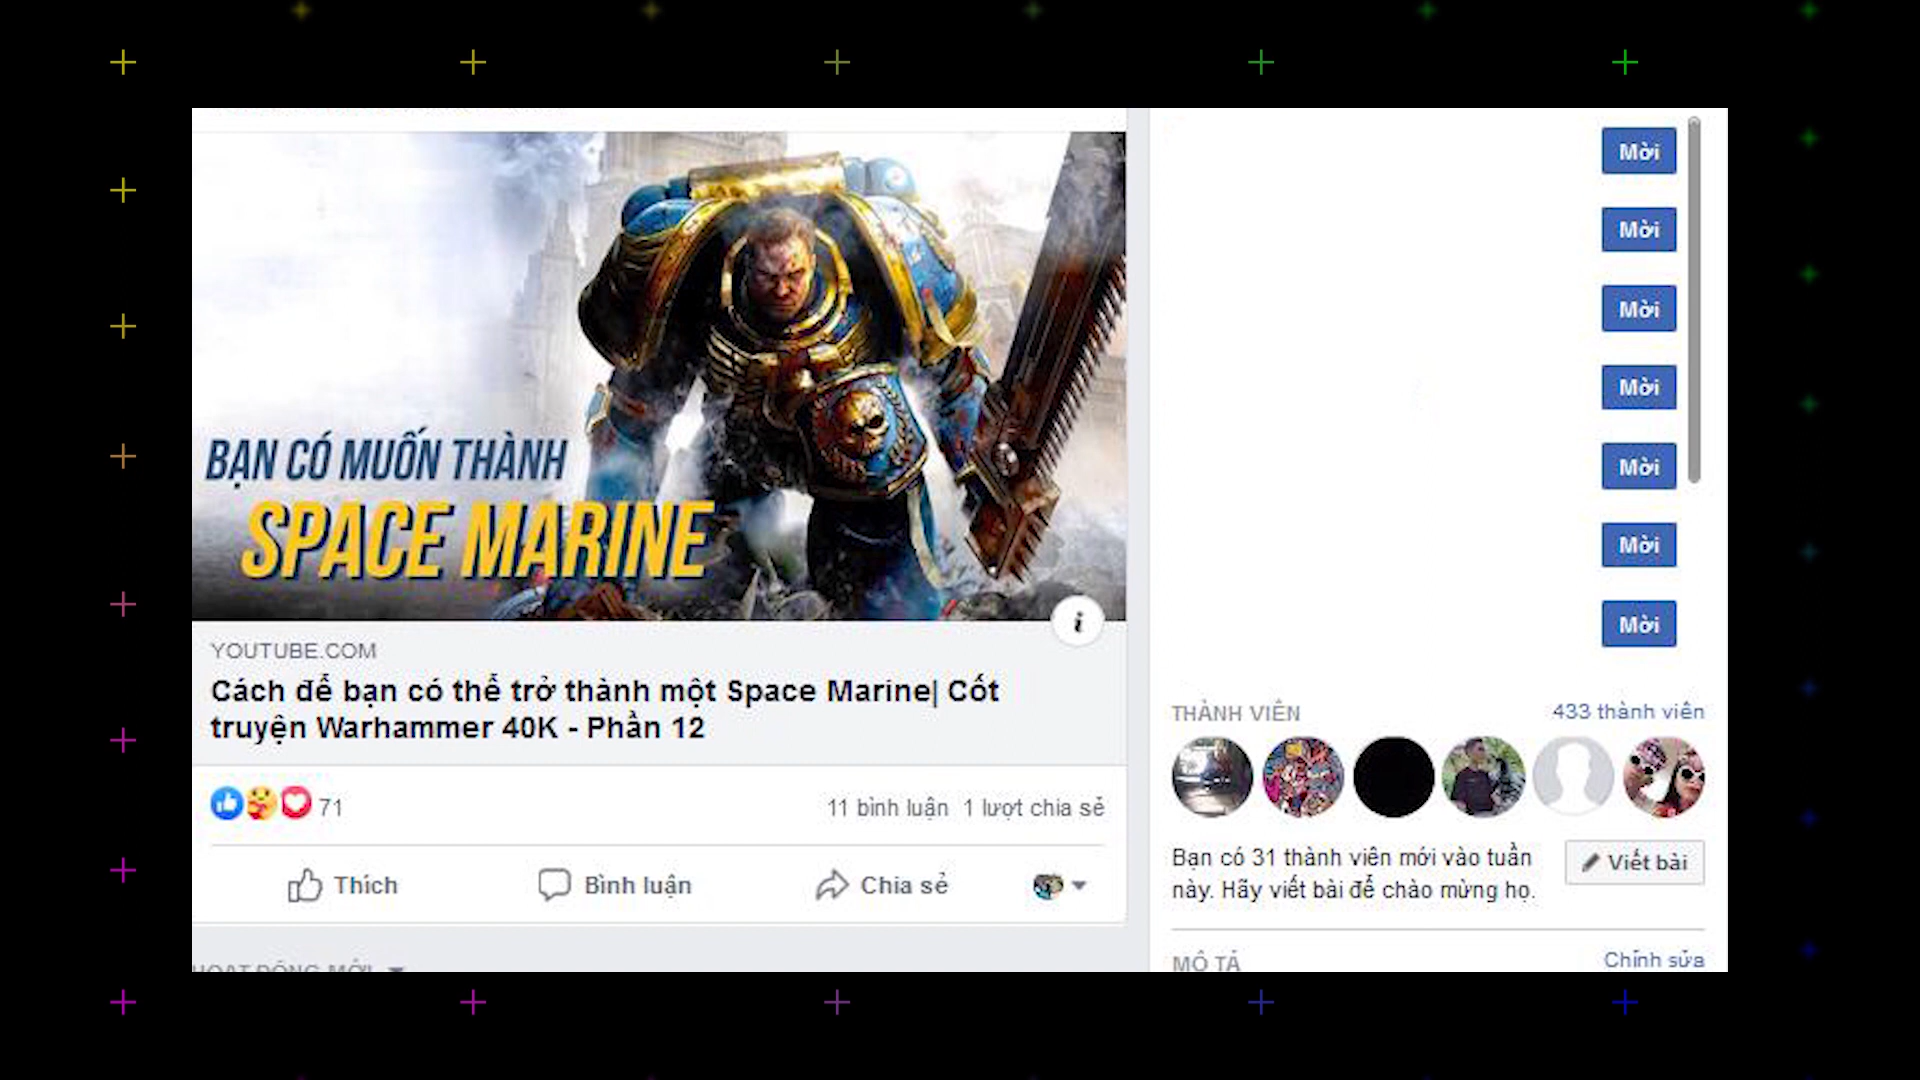 BẠN CÓ MUỐN THÀNH
SPACE MARINE
i
YOUTUBE.COM
Cách để bạn có thể trở thành một Space Marine| Cốt
truyện Warhammer 40K - Phần 12
71
11 bình luận 1 lượt chia sẻ
Thích
Bình luận
Chia sẻ
HOẠT ĐỘNG MỚI
Mời
Mời
Mời
Mời
Mời
Mời
Mời
THÀNH VIÊN
433 thành viên
Bạn có 31 thành viên mới vào tuần
này. Hãy viết bài để chào mừng họ.
Viết bài
MÔ TẢ
Chỉnh sửa